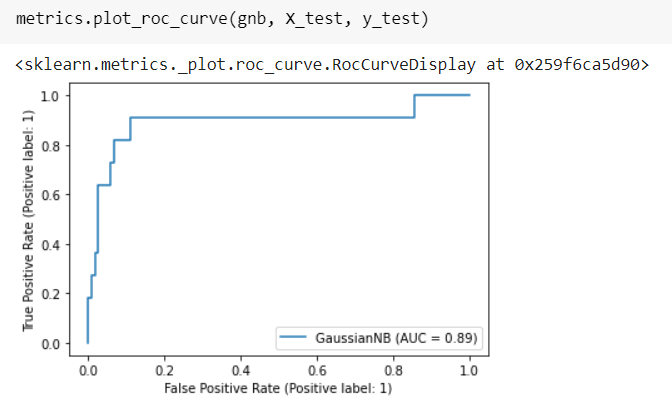 metrics.plot_roc_curve(gnb, X_test, y_test)
<sklearn.metrics._plot.roc_curve.RocCurveDisplay at 0x259f6ca5d90>
1.0
0.8
0.6
0.4
0.2
0.0
True Positive Rate (Positive label: 1)
GaussianNB (AUC = 0.89)
0.0 0.2 0.4 0.6 0.8 1.0
False Positive Rate (Positive label: 1)